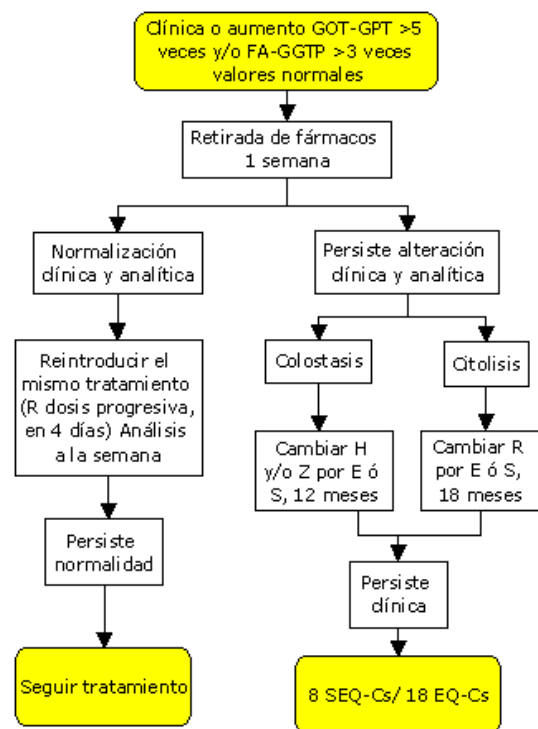 Clínica o aumento GOT-GPT >5
veces y/o FA-GGTP >3 veces
valores normales
Retirada de fármacos
1 semana
Normalización
clínica y analítica
Persiste alteración
clínica y analítica
Reintroducir el
mismo tratamiento
(R dosis progresiva,
en 4 días) Análisis
a la semana
Colostasis
Citolisis
Cambiar H
y/o Z por E ó
S, 12 meses
Cambiar R
por E ó S,
18 meses
Persiste
normalidad
Persiste
clínica
Seguir tratamiento
8 SEQ-Cs/ 18 EQ-Cs